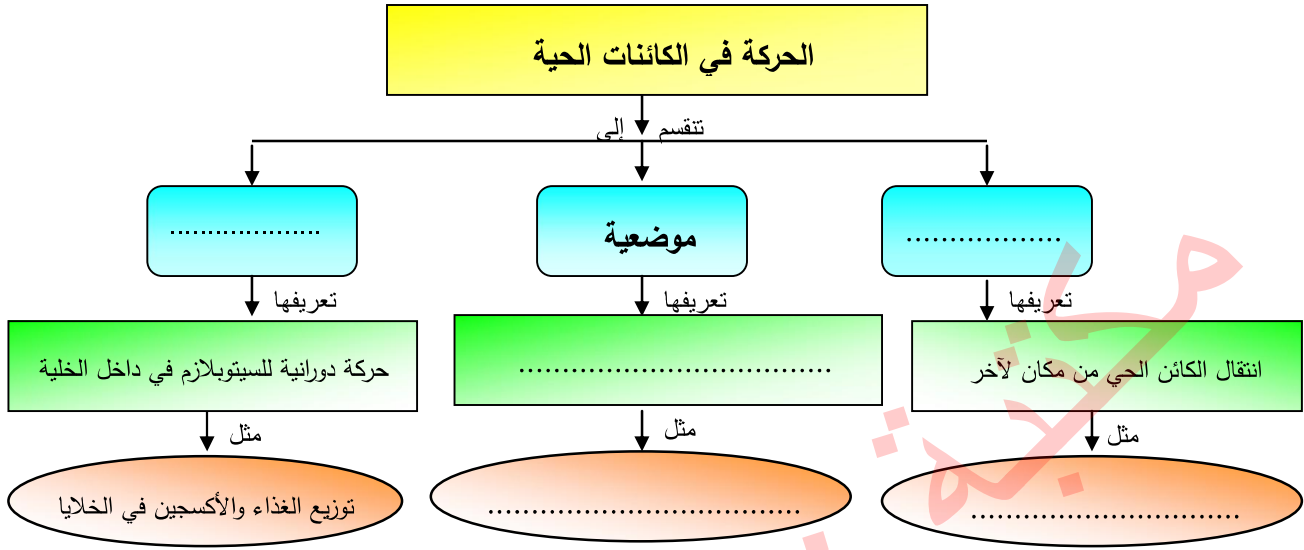 الحركة في الكائنات الحية
تنقسم إلى
..................
موضعية
..................
تعريفها
تعريفها
تعريفها
انتقال الكائن الحي من مكان لآخر
....................................
حركة دورانية للسيتوبلازم في داخل الخلية
مثل
مثل
مثل
...............................
....................................
توزيع الغذاء والأكسجين في الخلايا
مكتبة